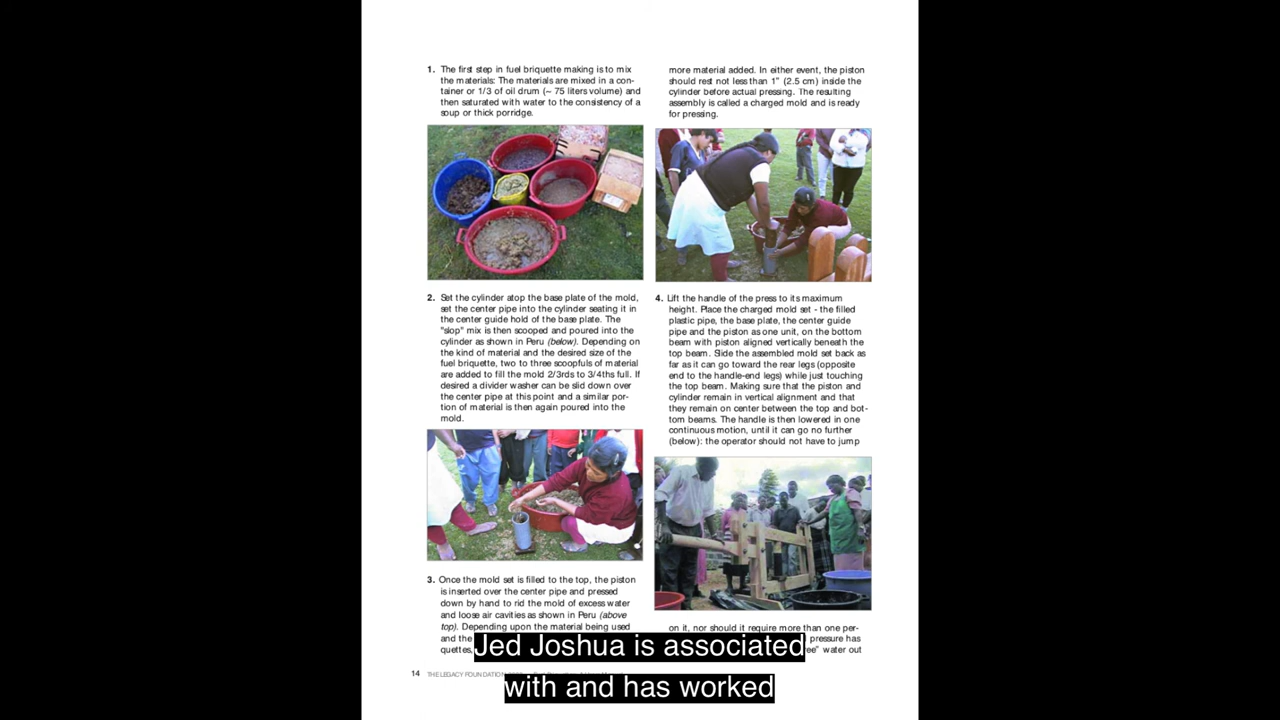 1. The first step in fuel briquette making is to mix
the materials: The materials are mixed in a con-
tainer or 1/3 of oil drum (~ 75 liters volume) and
then saturated with water to the consistency of a
soup or thick porridge.
2. Set the cylinder atop the base plate of the mold,
set the center pipe into the cylinder seating it in
the center guide hold of the base plate. The
"slop" mix is then scooped and poured into the
cylinder as shown in Peru (below). Depending on
the kind of material and the desired size of the
fuel briquette, two to three scoopfuls of material
are added to fill the mold 2/3rds to 3/4ths full. If
desired a divider washer can be slid down over
the center pipe at this point and a similar por-
tion of material is then again poured into the
mold.
3. Once the mold set is filled to the top, the piston
is inserted over the center pipe and pressed
down by hand to rid the mold of excess water
and loose air cavities as shown in Peru (above
top). Depending upon the material being used
and the
quettes,
more material added. In either event, the piston
should rest not less than 1" (2.5 cm) inside the
cylinder before actual pressing. The resulting
assembly is called a charged mold and is ready
for pressing.
4. Lift the handle of the press to its maximum
height. Place the charged mold set - the filled
plastic pipe, the base plate, the center guide
pipe and the piston as one unit, on the bottom
beam with piston aligned vertically beneath the
top beam. Slide the assembled mold set back as
far as it can go toward the rear legs (opposite
end to the handle-end legs) while just touching
the top beam. Making sure that the piston and
cylinder remain in vertical alignment and that
they remain on center between the top and bot-
tom beams. The handle is then lowered in one
continuous motion, until it can go no further
(below): the operator should not have to jump
on it, nor should it require more than one per-
pressure has
water out
14 THE LEGACY FOUNDATION
Jed Joshua is associated
with and has worked